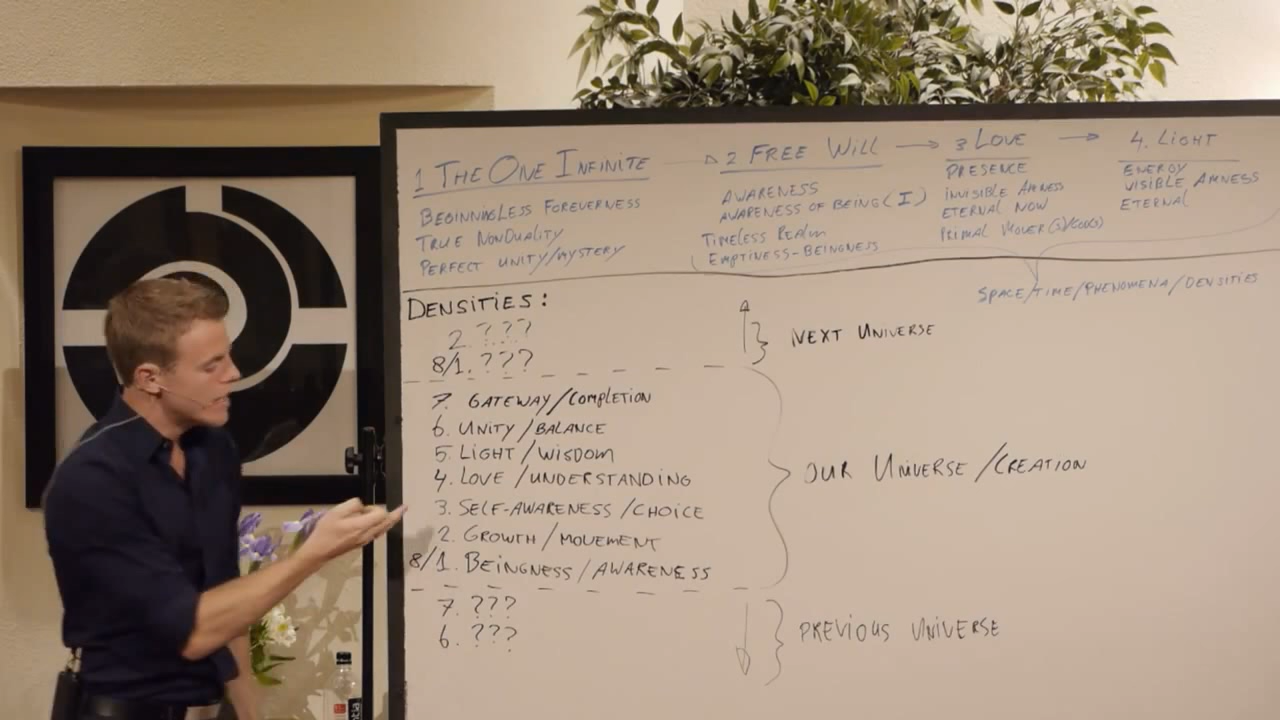 1 THE ONE INFINITE → 2 FREE WILL → 3 LOVE → 4. LIGHT
BEGINNINGLESS FOREVERNESS
TRUE NONDUALITY
PERFECT UNITY/MYSTERY
AWARENESS
AWARENESS OF BEING (I)
TIMELESS REALM
EMPTINESS-BEINGNESS
PRESENCE
INVISIBLE AMNESS
ETERNAL NOW
PRIMAL MOVER(S)/GOD(S)
ENERGY
VISIBLE AMNESS
ETERNAL
SPACE/TIME/PHENOMENA/DENSITIES
DENSITIES:
2. ???
8/1. ???
NEXT UNIVERSE
7. GATEWAY/COMPLETION
6. UNITY/BALANCE
5. LIGHT/WISDOM
4. LOVE/UNDERSTANDING
3. SELF-AWARENESS/CHOICE
2. GROWTH/MOVEMENT
8/1. BEINGNESS/AWARENESS
OUR UNIVERSE/CREATION
7. ???
6. ???
PREVIOUS UNIVERSE